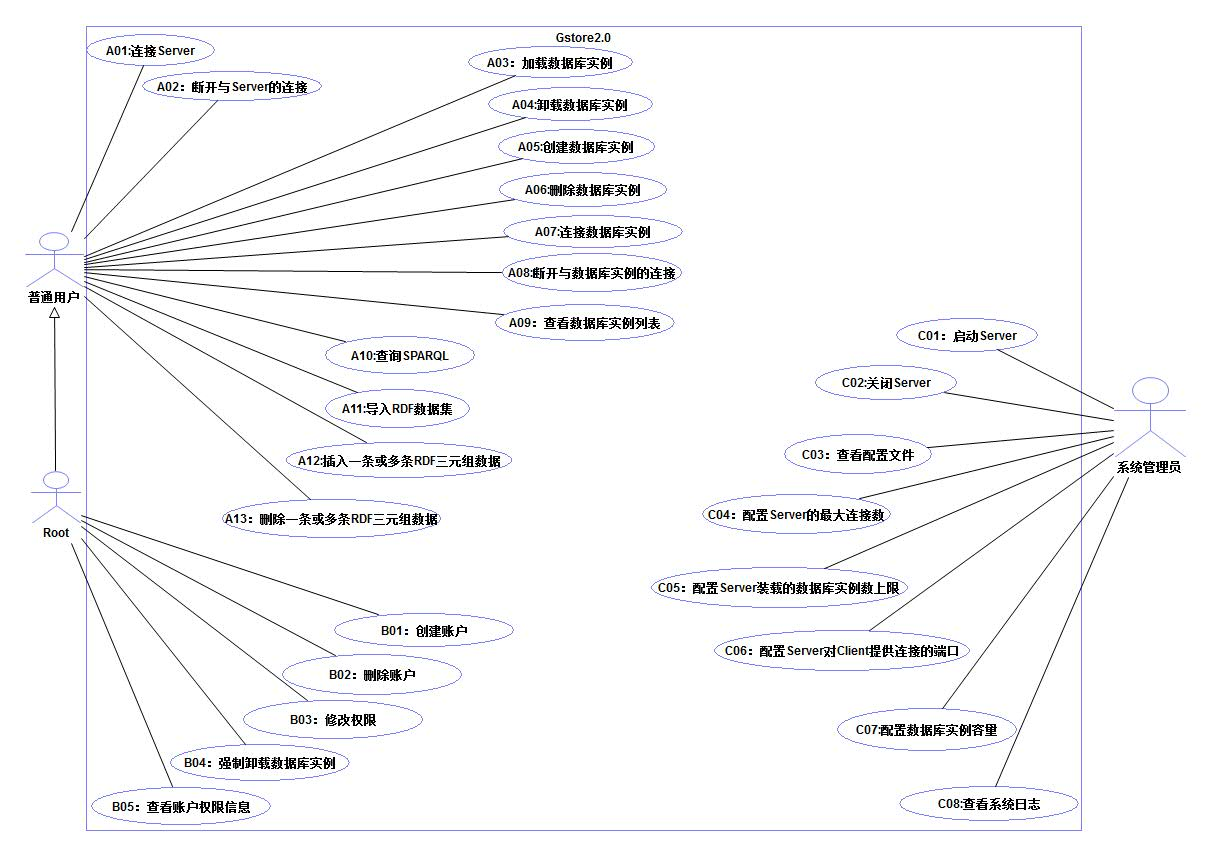 Gstore2.0
A01:连接Server
A02：断开与Server的连接
A03：加载数据库实例
A04:卸载数据库实例
A05:创建数据库实例
A06:删除数据库实例
A07:连接数据库实例
A08:断开与数据库实例的连接
A09：查看数据库实例列表
A10:查询SPARQL
A11:导入RDF数据集
A12:插入一条或多条RDF三元组数据
A13：删除一条或多条RDF三元组数据
普通用户
Root
B01：创建账户
B02：删除账户
B03：修改权限
B04：强制卸载数据库实例
B05：查看账户权限信息
C01：启动Server
C02:关闭Server
C03：查看配置文件
C04：配置Server的最大连接数
C05：配置Server装载的数据库实例数上限
C06：配置Server对Client提供连接的端口
C07:配置数据库实例容量
C08:查看系统日志
系统管理员